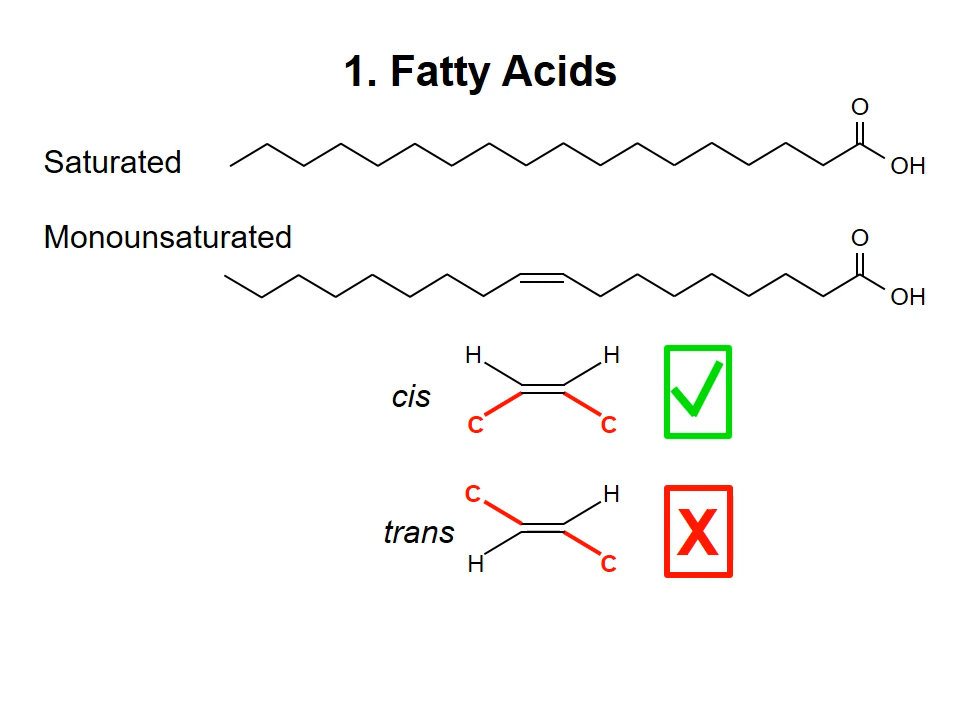 1. Fatty Acids
O
Saturated
OH
Monounsaturated
O
OH
H H
cis
C C
C H
trans
X
H C